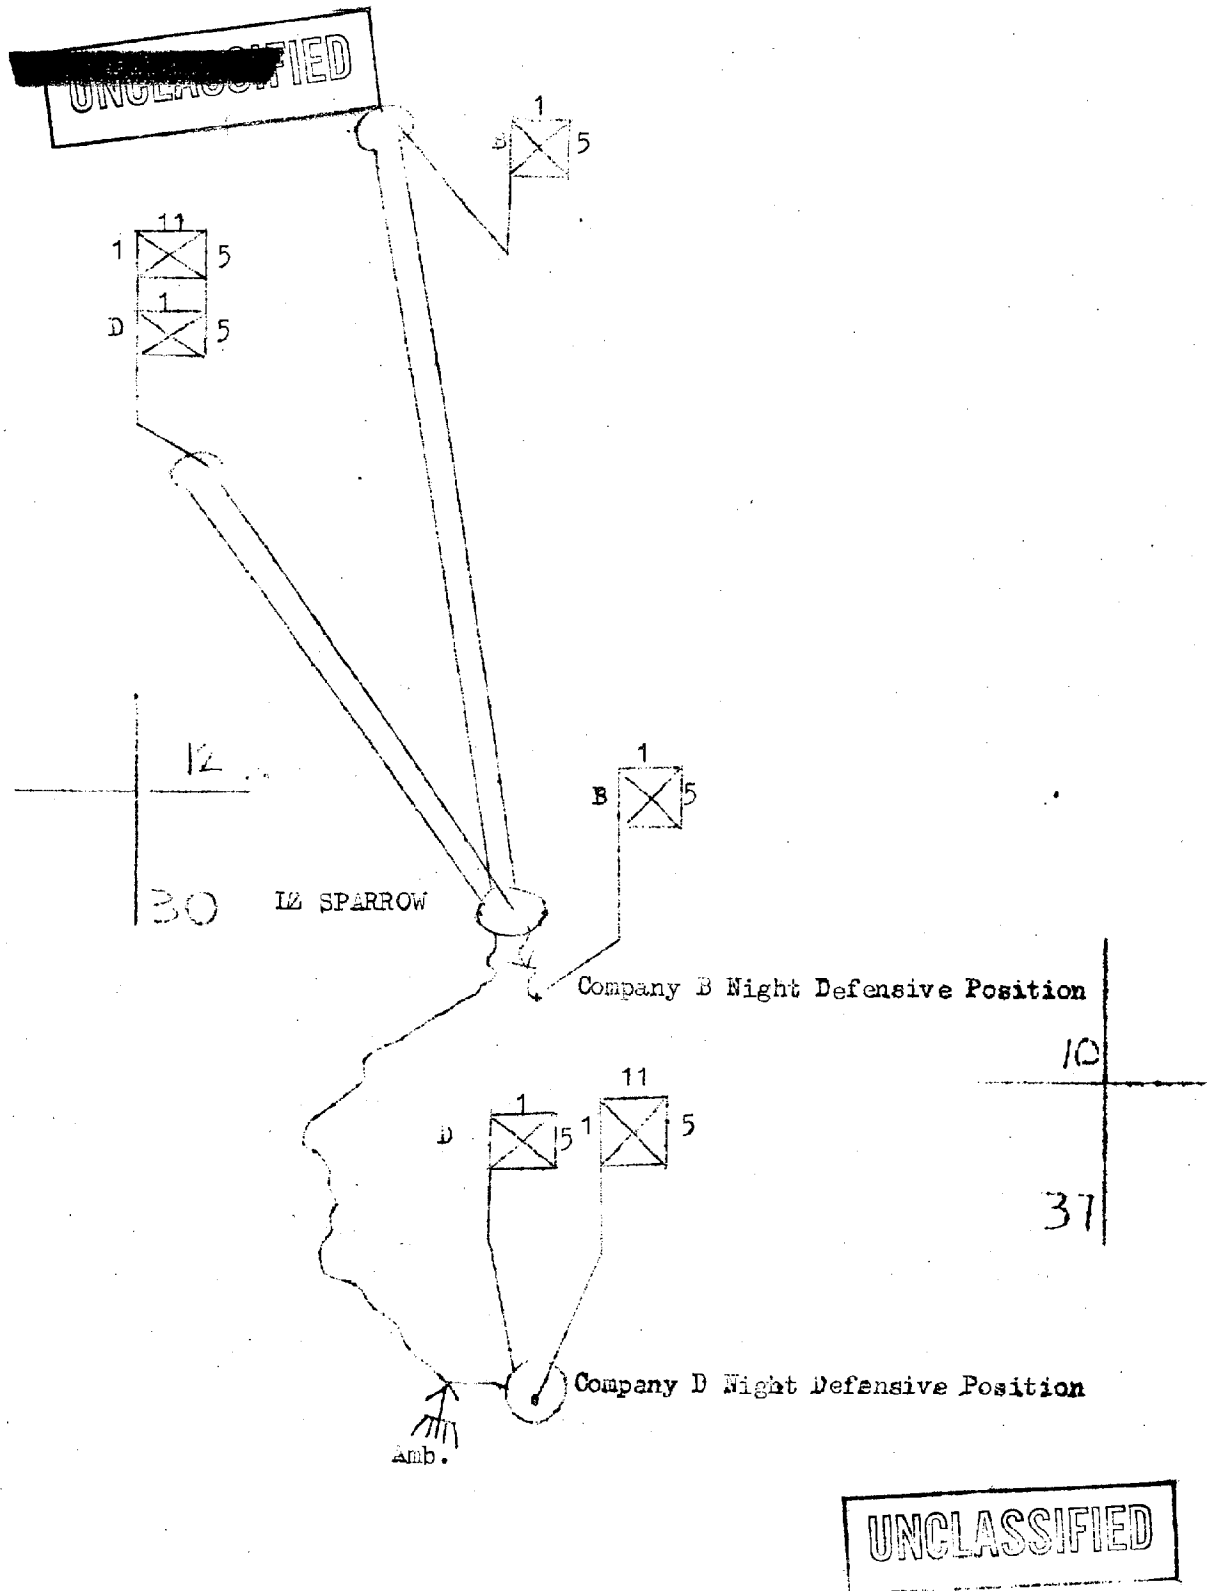 UNCLASSIFIED
1
B 5
11
1 5
1
D 5
12
30
LZ SPARROW
1
B 5
Company B Night Defensive Position
10
37
1
D 5
11
1 5
Company D Night Defensive Position
Amb.
UNCLASSIFIED